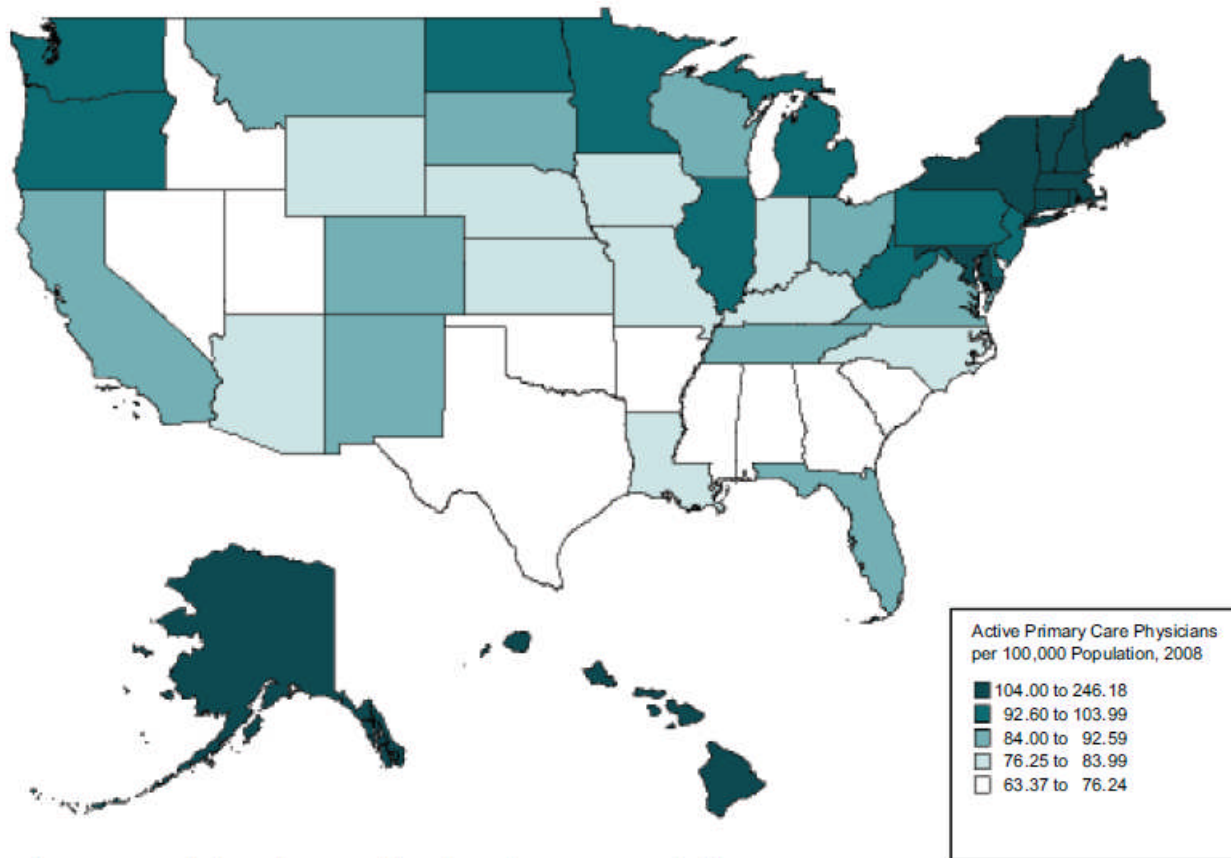 Active Primary Care Physicians
per 100,000 Population, 2008
104.00 to 246.18
92.60 to 103.99
84.00 to 92.59
76.25 to 83.99
63.37 to 76.24